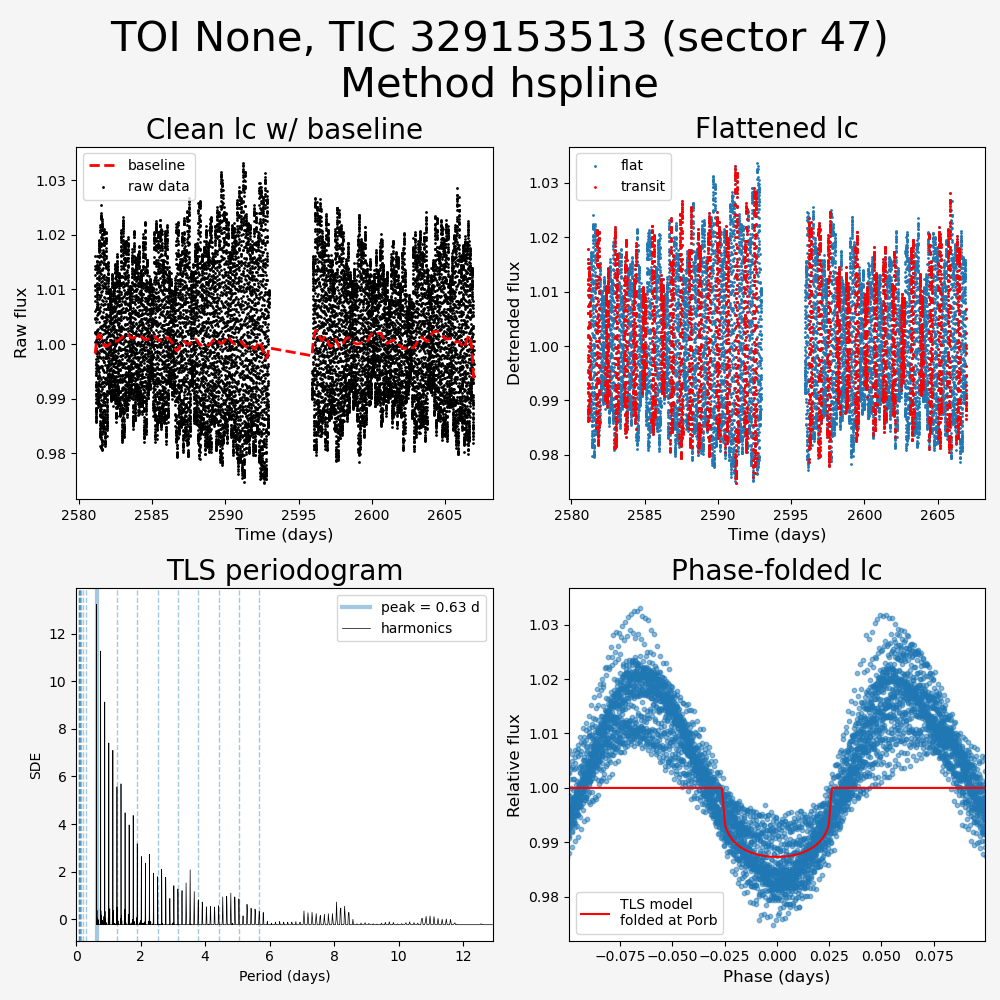 TOI None, TIC 329153513 (sector 47)
Method hspline
Clean lc w/ baseline
baseline
raw data
1.03
1.02
1.01
1.00
0.99
0.98
Raw flux
2580 2585 2590 2595 2600 2605
Time (days)
Flattened lc
flat
transit
1.03
1.02
1.01
1.00
0.99
0.98
Detrended flux
2580 2585 2590 2595 2600 2605
Time (days)
TLS periodogram
peak = 0.63 d
harmonics
12
10
8
6
4
2
0
SDE
0 2 4 6 8 10 12
Period (days)
Phase-folded lc
1.03
1.02
1.01
1.00
0.99
0.98
Relative flux
TLS model
folded at Porb
−0.075 −0.050 −0.025 0.000 0.025 0.050 0.075
Phase (days)